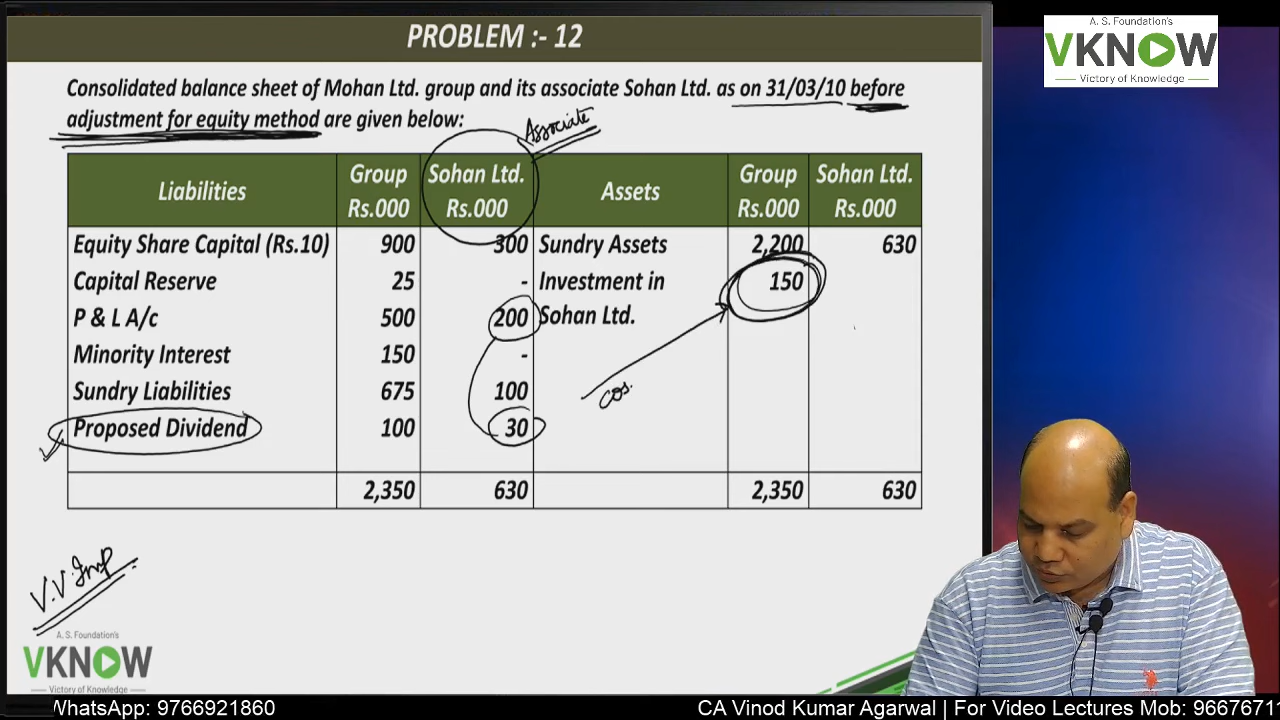 PROBLEM :- 12
A. S. Foundation's
VKNOW
Victory of Knowledge
Consolidated balance sheet of Mohan Ltd. group and its associate Sohan Ltd. as on 31/03/10 before
adjustment for equity method are given below:
Associate
Liabilities Group Rs.000 Sohan Ltd. Rs.000 Assets Group Rs.000 Sohan Ltd. Rs.000
Equity Share Capital (Rs.10) 900 300 Sundry Assets 2,200 630
Capital Reserve 25 - Investment in 150
P & L A/c 500 200 Sohan Ltd.
Minority Interest 150 -
Sundry Liabilities 675 100
cos.
Proposed Dividend 100 30
2,350 630 2,350 630
V.V.Imp
A. S. Foundation's
VKNOW
Victory of Knowledge
WhatsApp: 9766921860 CA Vinod Kumar Agarwal | For Video Lectures Mob: 9667671